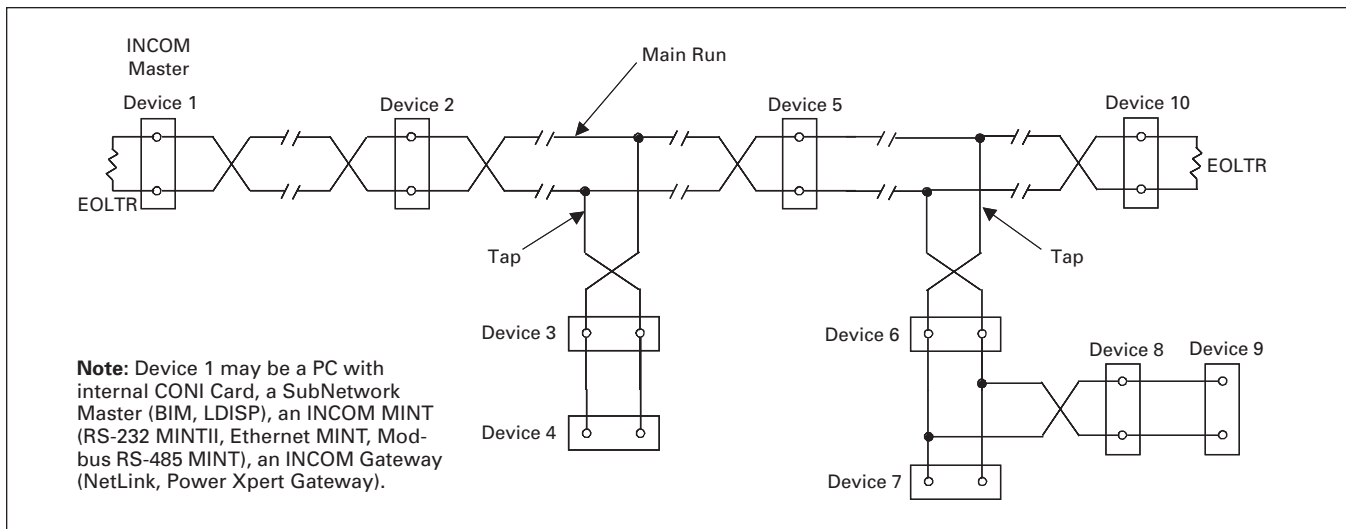 INCOM
Master
Device 1
Device 2
Main Run
Device 5
Device 10
EOLTR
EOLTR
Tap
Tap
Device 3
Device 6
Device 8
Device 9
Device 4
Device 7
Note: Device 1 may be a PC with
internal CONI Card, a SubNetwork
Master (BIM, LDISP), an INCOM MINT
(RS-232 MINTII, Ethernet MINT, Mod-
bus RS-485 MINT), an INCOM Gateway
(NetLink, Power Xpert Gateway).